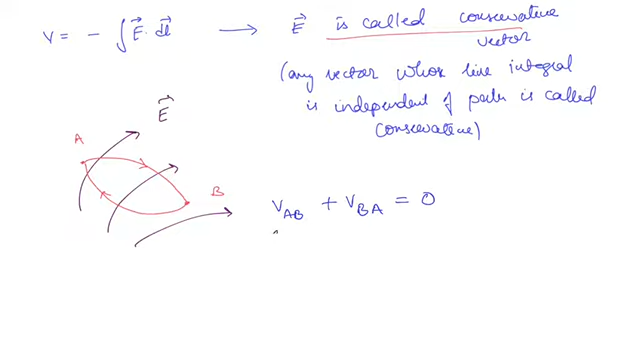 V = - ∫ E⃗ · dl⃗ ⟶ E⃗ is called conservative
vector
(any vector whose line integral
is independent of path is called
conservative)
E⃗
A
B
V_AB + V_BA = 0